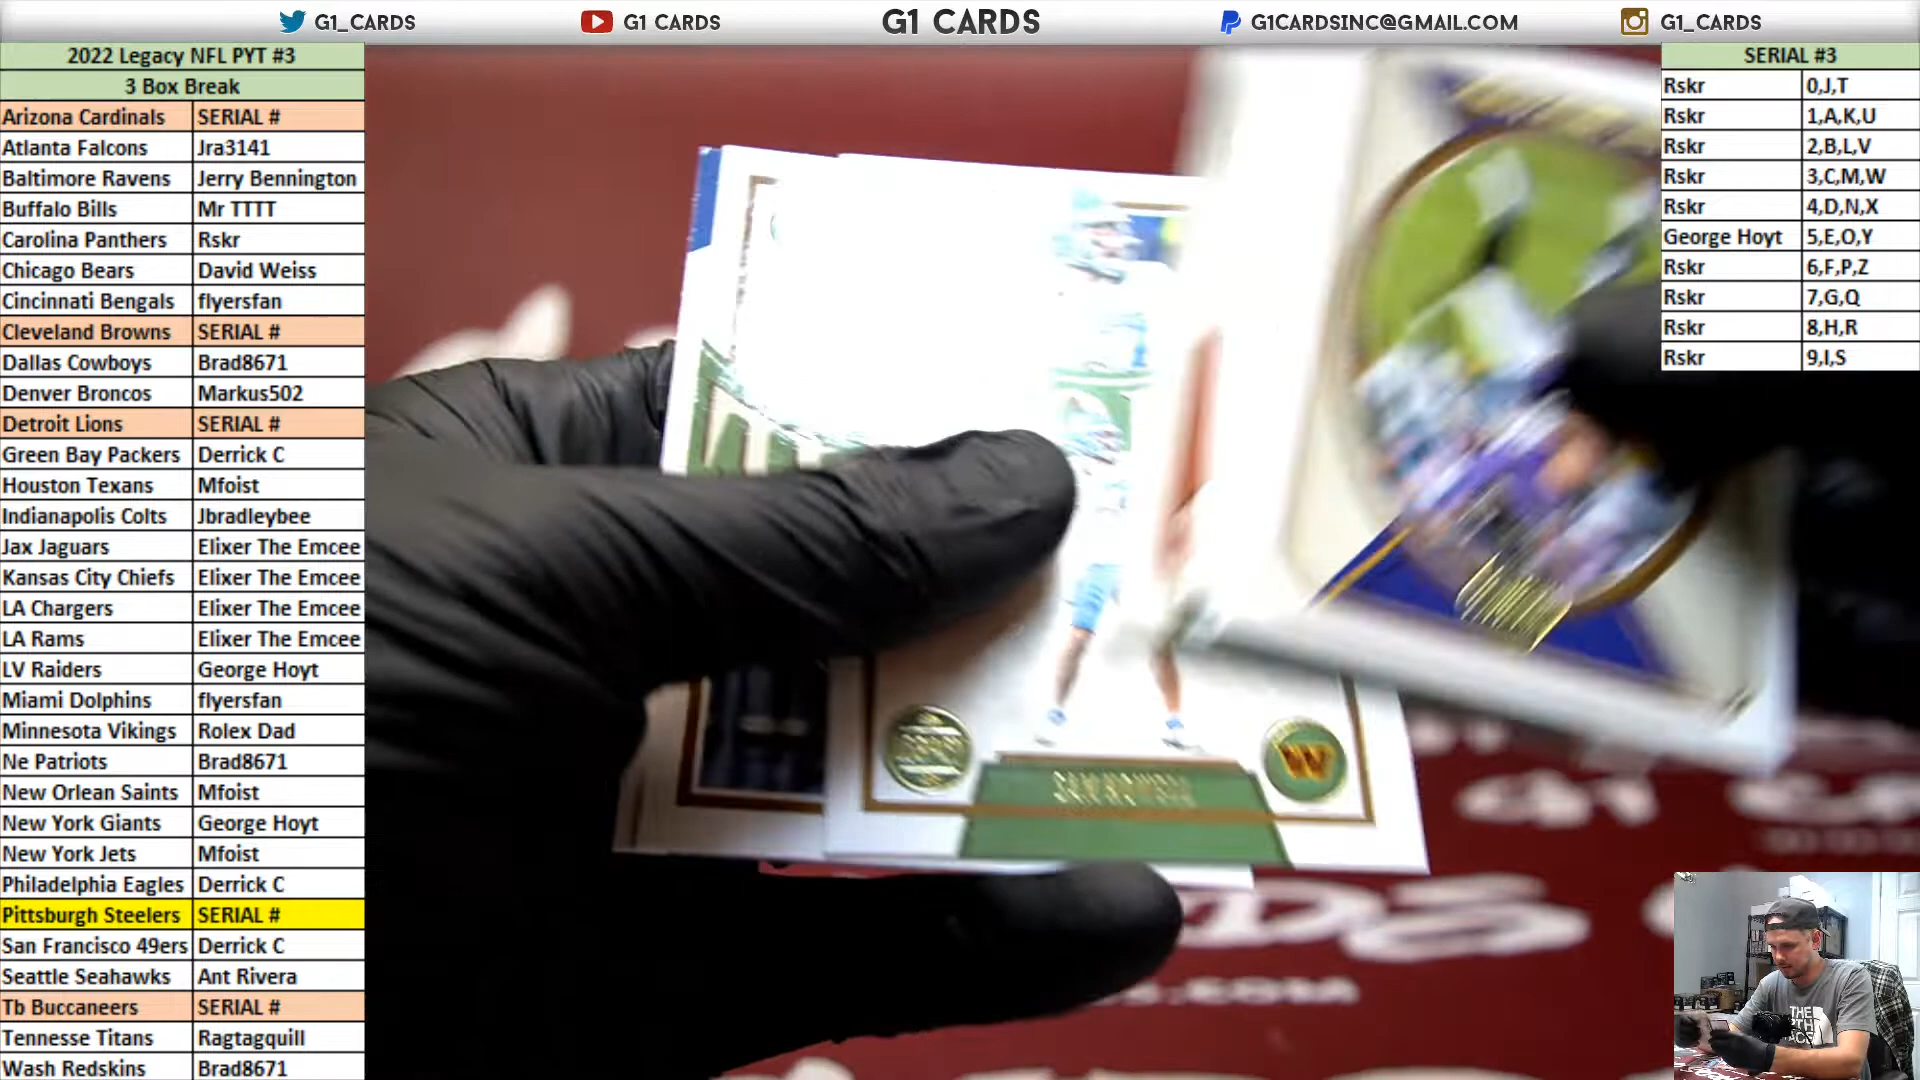 G1_CARDS G1 CARDS G1 CARDS G1CARDSINC@GMAIL.COM G1_CARDS
2022 Legacy NFL PYT #3
3 Box Break
Arizona Cardinals SERIAL #
Atlanta Falcons Jra3141
Baltimore Ravens Jerry Bennington
Buffalo Bills Mr TTTT
Carolina Panthers Rskr
Chicago Bears David Weiss
Cincinnati Bengals flyersfan
Cleveland Browns SERIAL #
Dallas Cowboys Brad8671
Denver Broncos Markus502
Detroit Lions SERIAL #
Green Bay Packers Derrick C
Houston Texans Mfoist
Indianapolis Colts Jbradleybee
Jax Jaguars Elixer The Emcee
Kansas City Chiefs Elixer The Emcee
LA Chargers Elixer The Emcee
LA Rams Elixer The Emcee
LV Raiders George Hoyt
Miami Dolphins flyersfan
Minnesota Vikings Rolex Dad
Ne Patriots Brad8671
New Orlean Saints Mfoist
New York Giants George Hoyt
New York Jets Mfoist
Philadelphia Eagles Derrick C
Pittsburgh Steelers SERIAL #
San Francisco 49ers Derrick C
Seattle Seahawks Ant Rivera
Tb Buccaneers SERIAL #
Tennesse Titans Ragtagquill
Wash Redskins Brad8671
SERIAL #3
Rskr 0,J,T
Rskr 1,A,K,U
Rskr 2,B,L,V
Rskr 3,C,M,W
Rskr 4,D,N,X
George Hoyt 5,E,O,Y
Rskr 6,F,P,Z
Rskr 7,G,Q
Rskr 8,H,R
Rskr 9,I,S
W
SAM HOWELL
THE